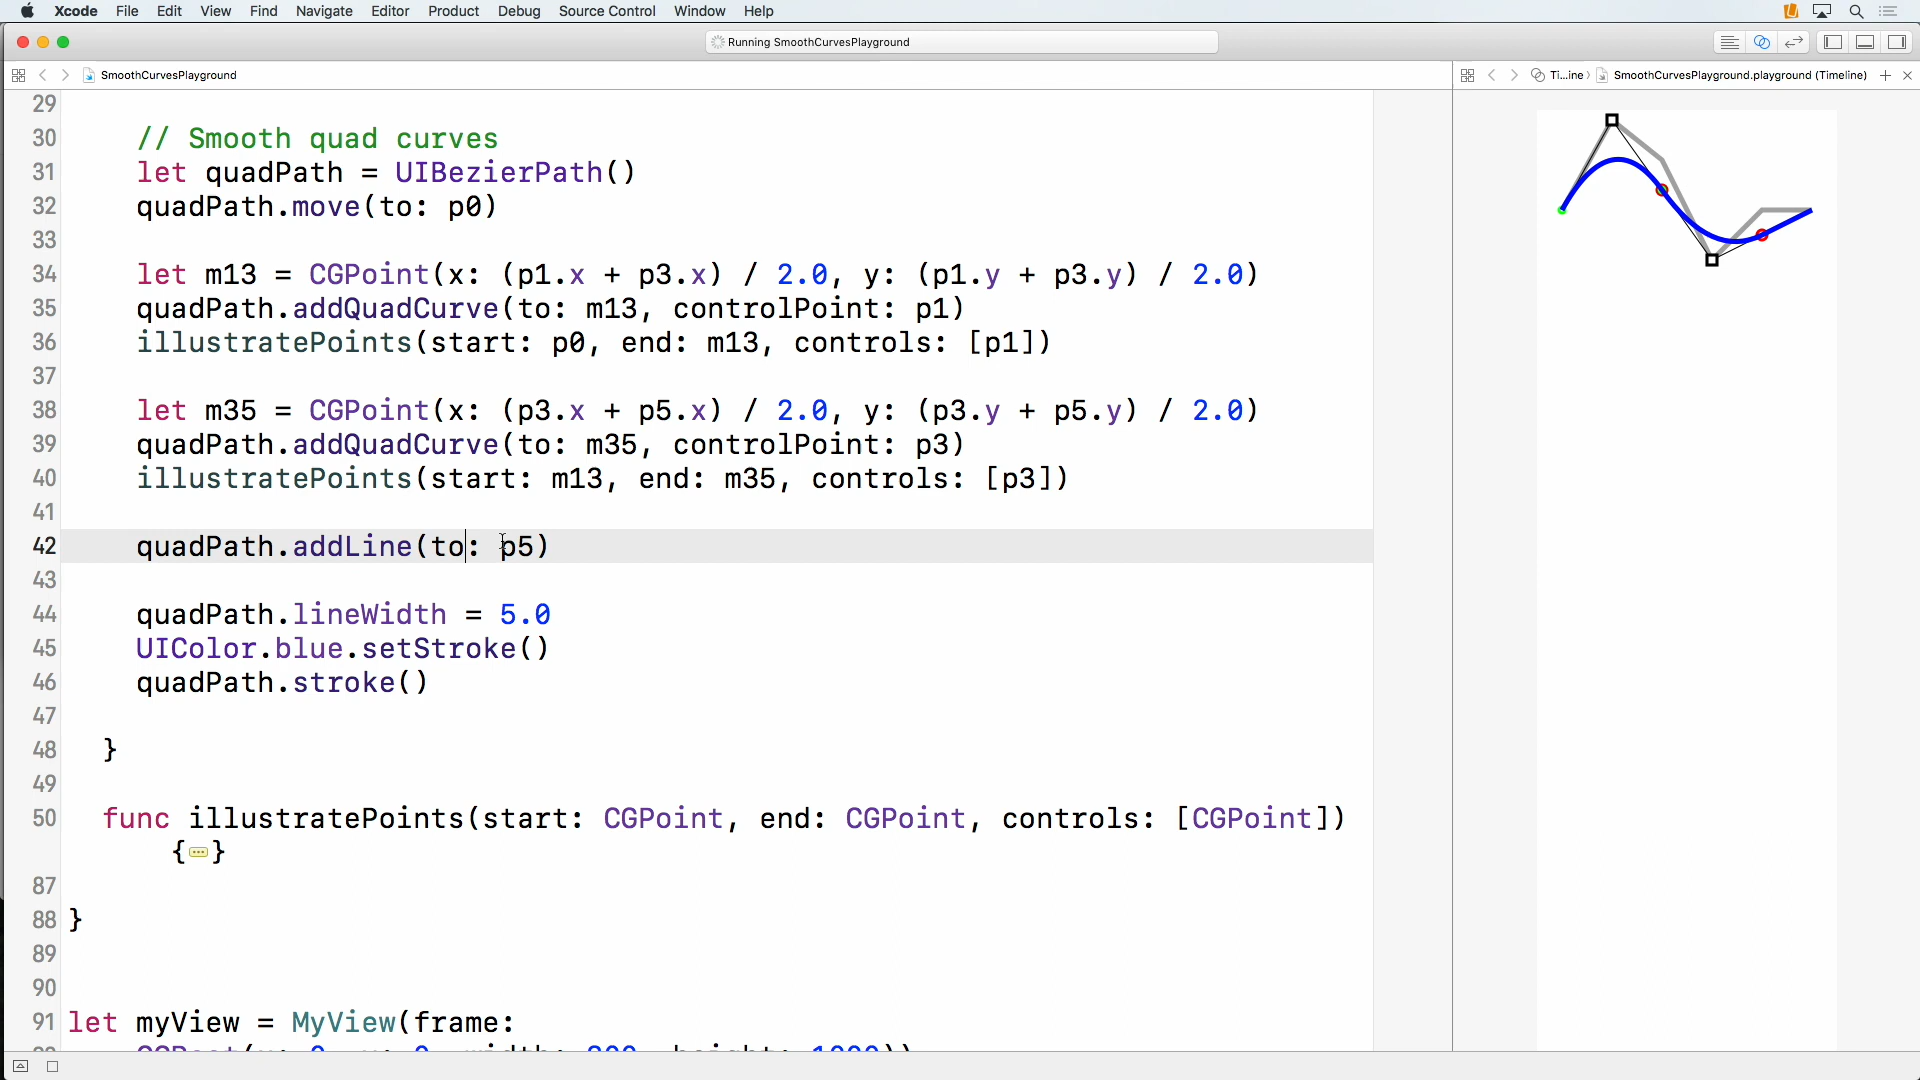 Xcode File Edit View Find Navigate Editor Product Debug Source Control Window Help
Running SmoothCurvesPlayground
SmoothCurvesPlayground
Ti...ine SmoothCurvesPlayground.playground (Timeline)
29
30 // Smooth quad curves
31 let quadPath = UIBezierPath()
32 quadPath.move(to: p0)
33
34 let m13 = CGPoint(x: (p1.x + p3.x) / 2.0, y: (p1.y + p3.y) / 2.0)
35 quadPath.addQuadCurve(to: m13, controlPoint: p1)
36 illustratePoints(start: p0, end: m13, controls: [p1])
37
38 let m35 = CGPoint(x: (p3.x + p5.x) / 2.0, y: (p3.y + p5.y) / 2.0)
39 quadPath.addQuadCurve(to: m35, controlPoint: p3)
40 illustratePoints(start: m13, end: m35, controls: [p3])
41
42 quadPath.addLine(to: p5)
43
44 quadPath.lineWidth = 5.0
45 UIColor.blue.setStroke()
46 quadPath.stroke()
47
48 }
49
50 func illustratePoints(start: CGPoint, end: CGPoint, controls: [CGPoint])
{...}
87
88 }
89
90
91 let myView = MyView(frame: